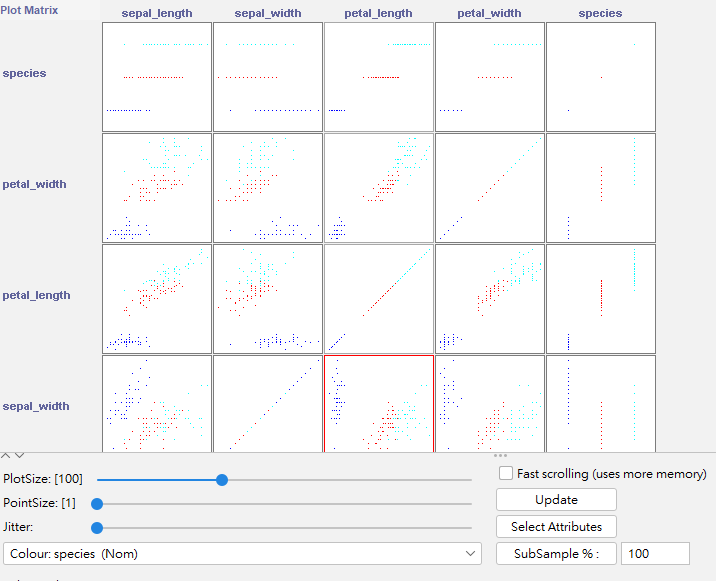 Plot Matrix
sepal_length sepal_width petal_length petal_width species
species
petal_width
petal_length
sepal_width
PlotSize: [100]
Fast scrolling (uses more memory)
PointSize: [1]
Update
Jitter:
Select Attributes
Colour: species (Nom)
SubSample % :
100